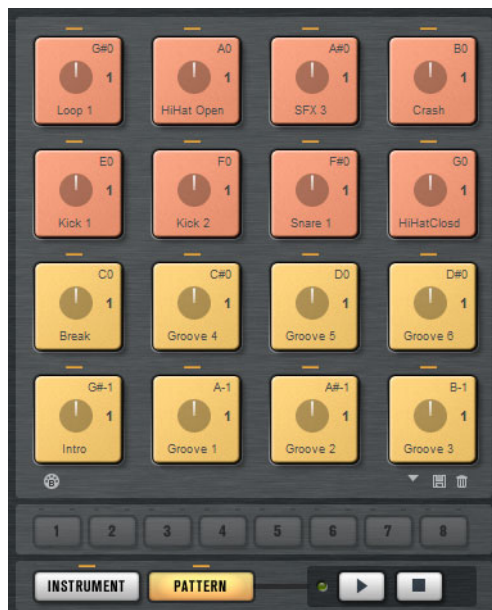 G#0 A0 A#0 B0
1 1 1 1
Loop 1 HiHat Open SFX 3 Crash
E0 F0 F#0 G0
1 1 1 1
Kick 1 Kick 2 Snare 1 HiHatClosd
C0 C#0 D0 D#0
1 1 1 1
Break Groove 4 Groove 5 Groove 6
G#-1 A-1 A#-1 B-1
1 1 1 1
Intro Groove 1 Groove 2 Groove 3
1 2 3 4 5 6 7 8
INSTRUMENT PATTERN